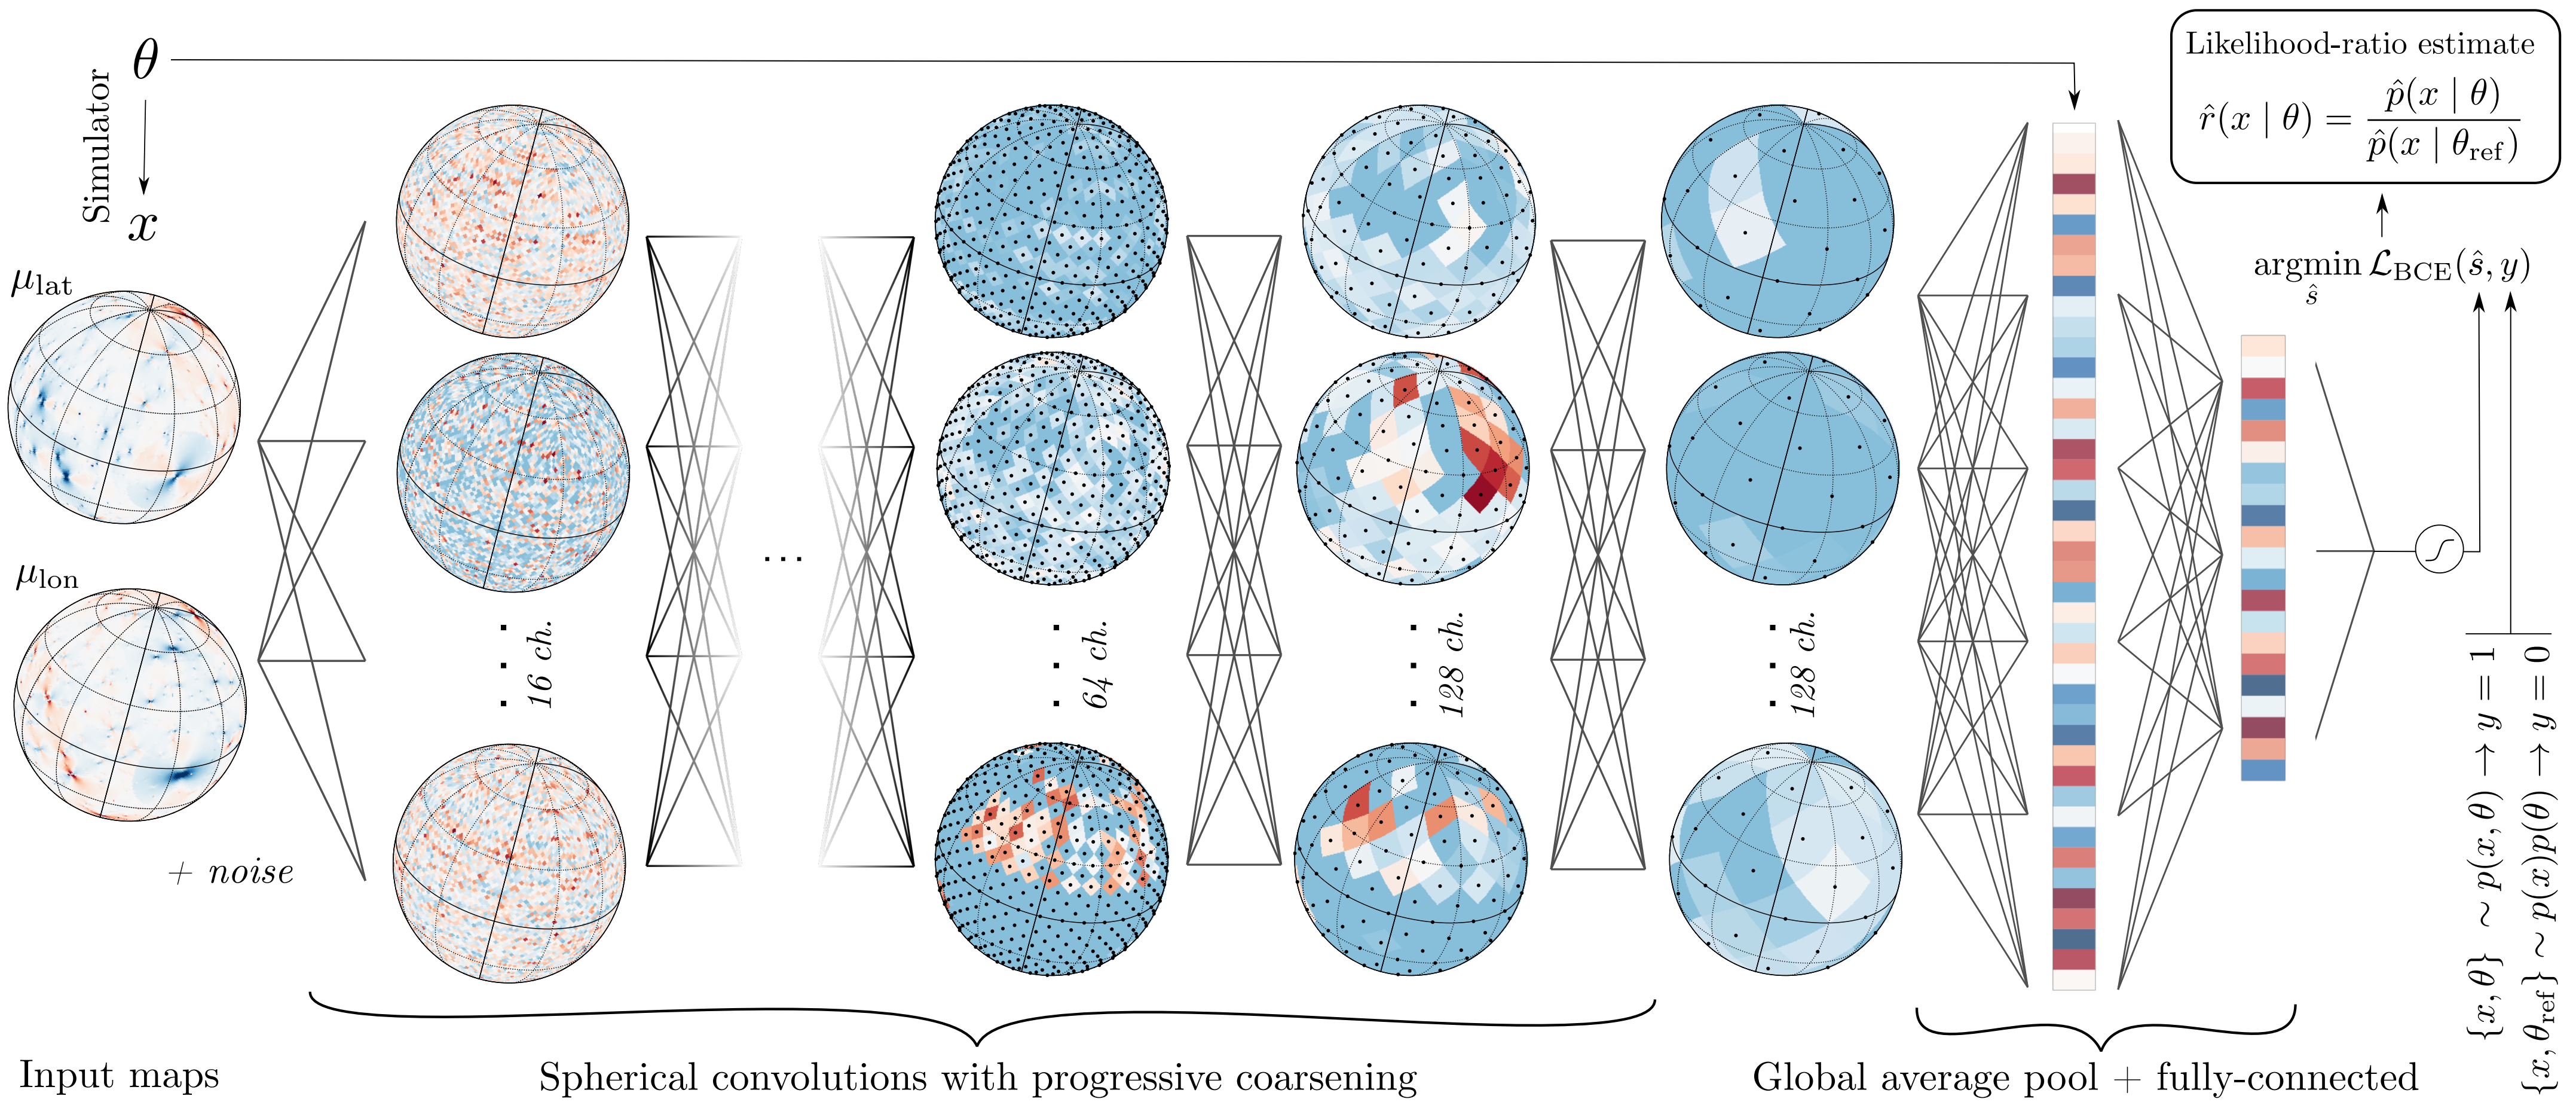 θ
Simulator
x
μ_lat
μ_lon
+ noise
...
16 ch.
64 ch.
128 ch.
128 ch.
Likelihood-ratio estimate
r̂(x | θ) = p̂(x | θ) / p̂(x | θ_ref)
argmin_ŝ ℒ_BCE(ŝ, y)
{x, θ} ∼ p(x, θ) → y = 1
{x, θ_ref} ∼ p(x)p(θ) → y = 0
Input maps
Spherical convolutions with progressive coarsening
Global average pool + fully-connected